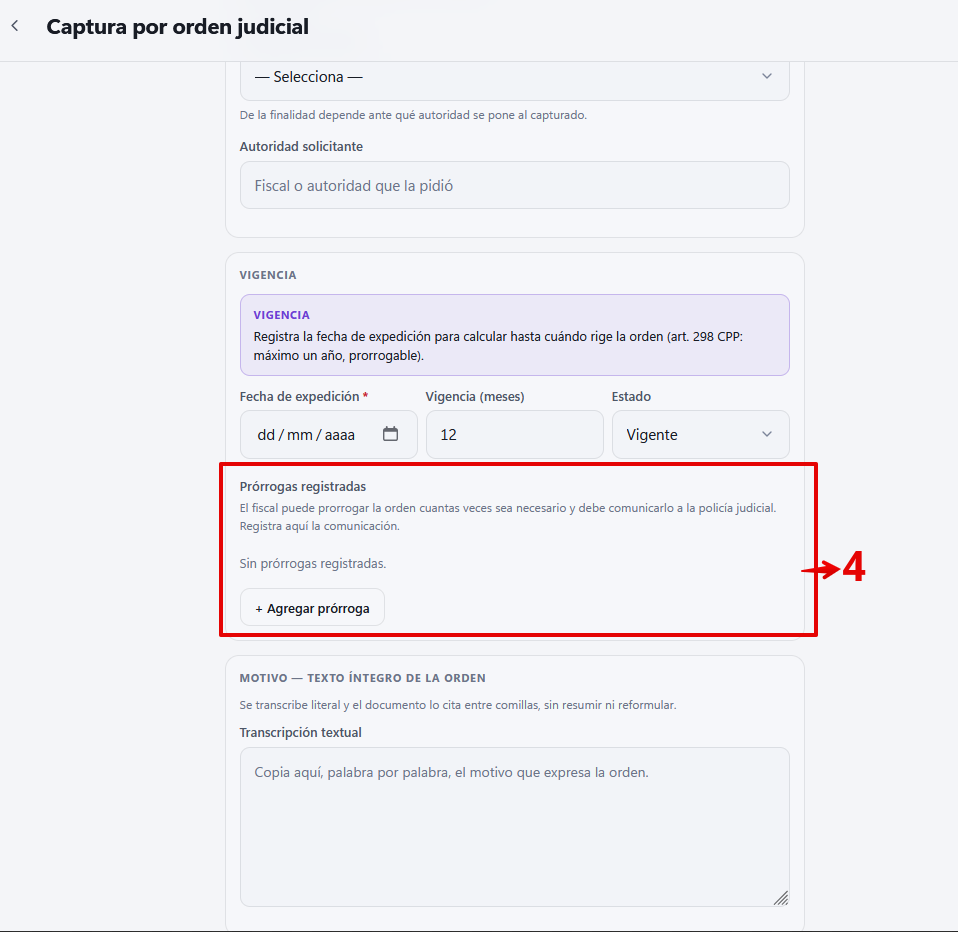 Captura por orden judicial
— Selecciona —
De la finalidad depende ante qué autoridad se pone al capturado.
Autoridad solicitante
Fiscal o autoridad que la pidió
VIGENCIA
VIGENCIA
Registra la fecha de expedición para calcular hasta cuándo rige la orden (art. 298 CPP:
máximo un año, prorrogable).
Fecha de expedición * Vigencia (meses) Estado
dd / mm / aaaa 12 Vigente
Prórrogas registradas
El fiscal puede prorrogar la orden cuantas veces sea necesario y debe comunicarlo a la policía judicial.
Registra aquí la comunicación.
Sin prórrogas registradas.
4
+ Agregar prórroga
MOTIVO — TEXTO ÍNTEGRO DE LA ORDEN
Se transcribe literal y el documento lo cita entre comillas, sin resumir ni reformular.
Transcripción textual
Copia aquí, palabra por palabra, el motivo que expresa la orden.